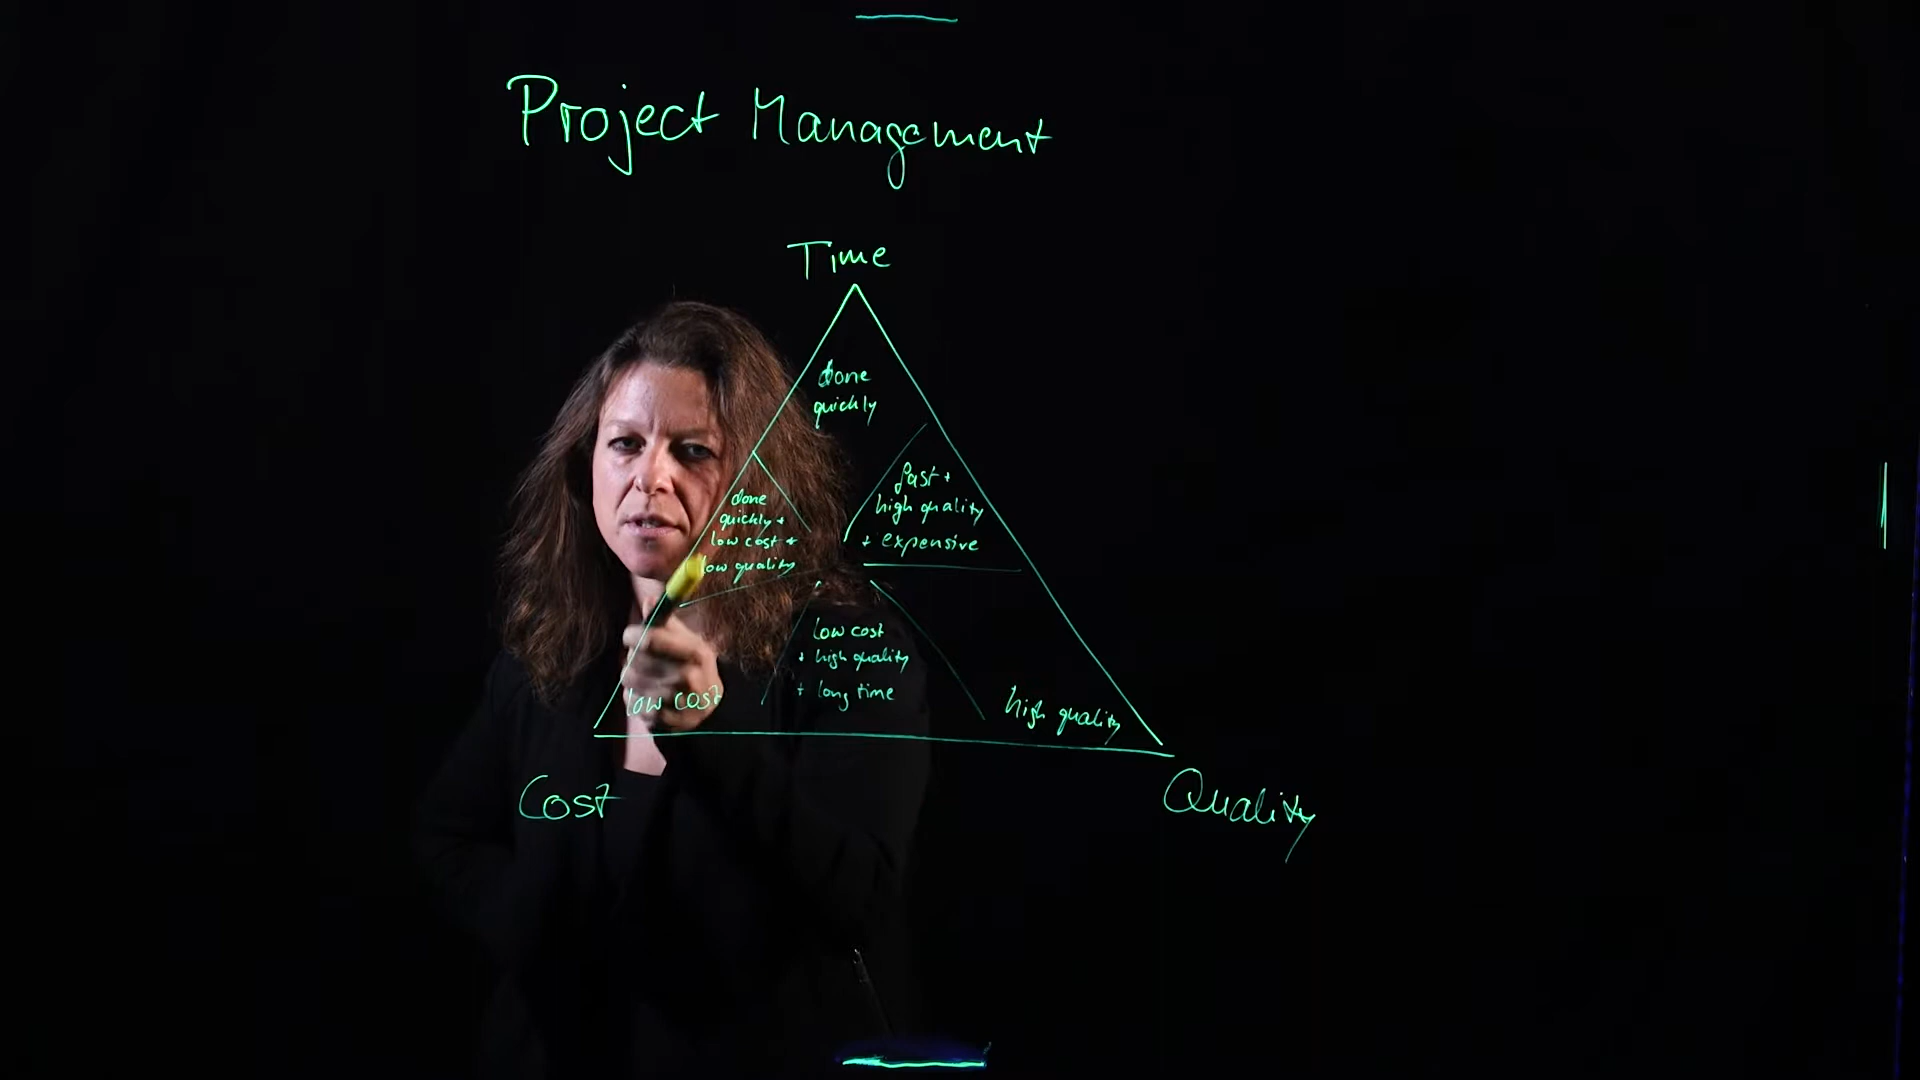 Project Management
Time
done
quickly
done
quickly +
low cost +
low quality
fast +
high quality
+ expensive
low cost
+ high quality
+ long time
low cost
high quality
Cost
Quality